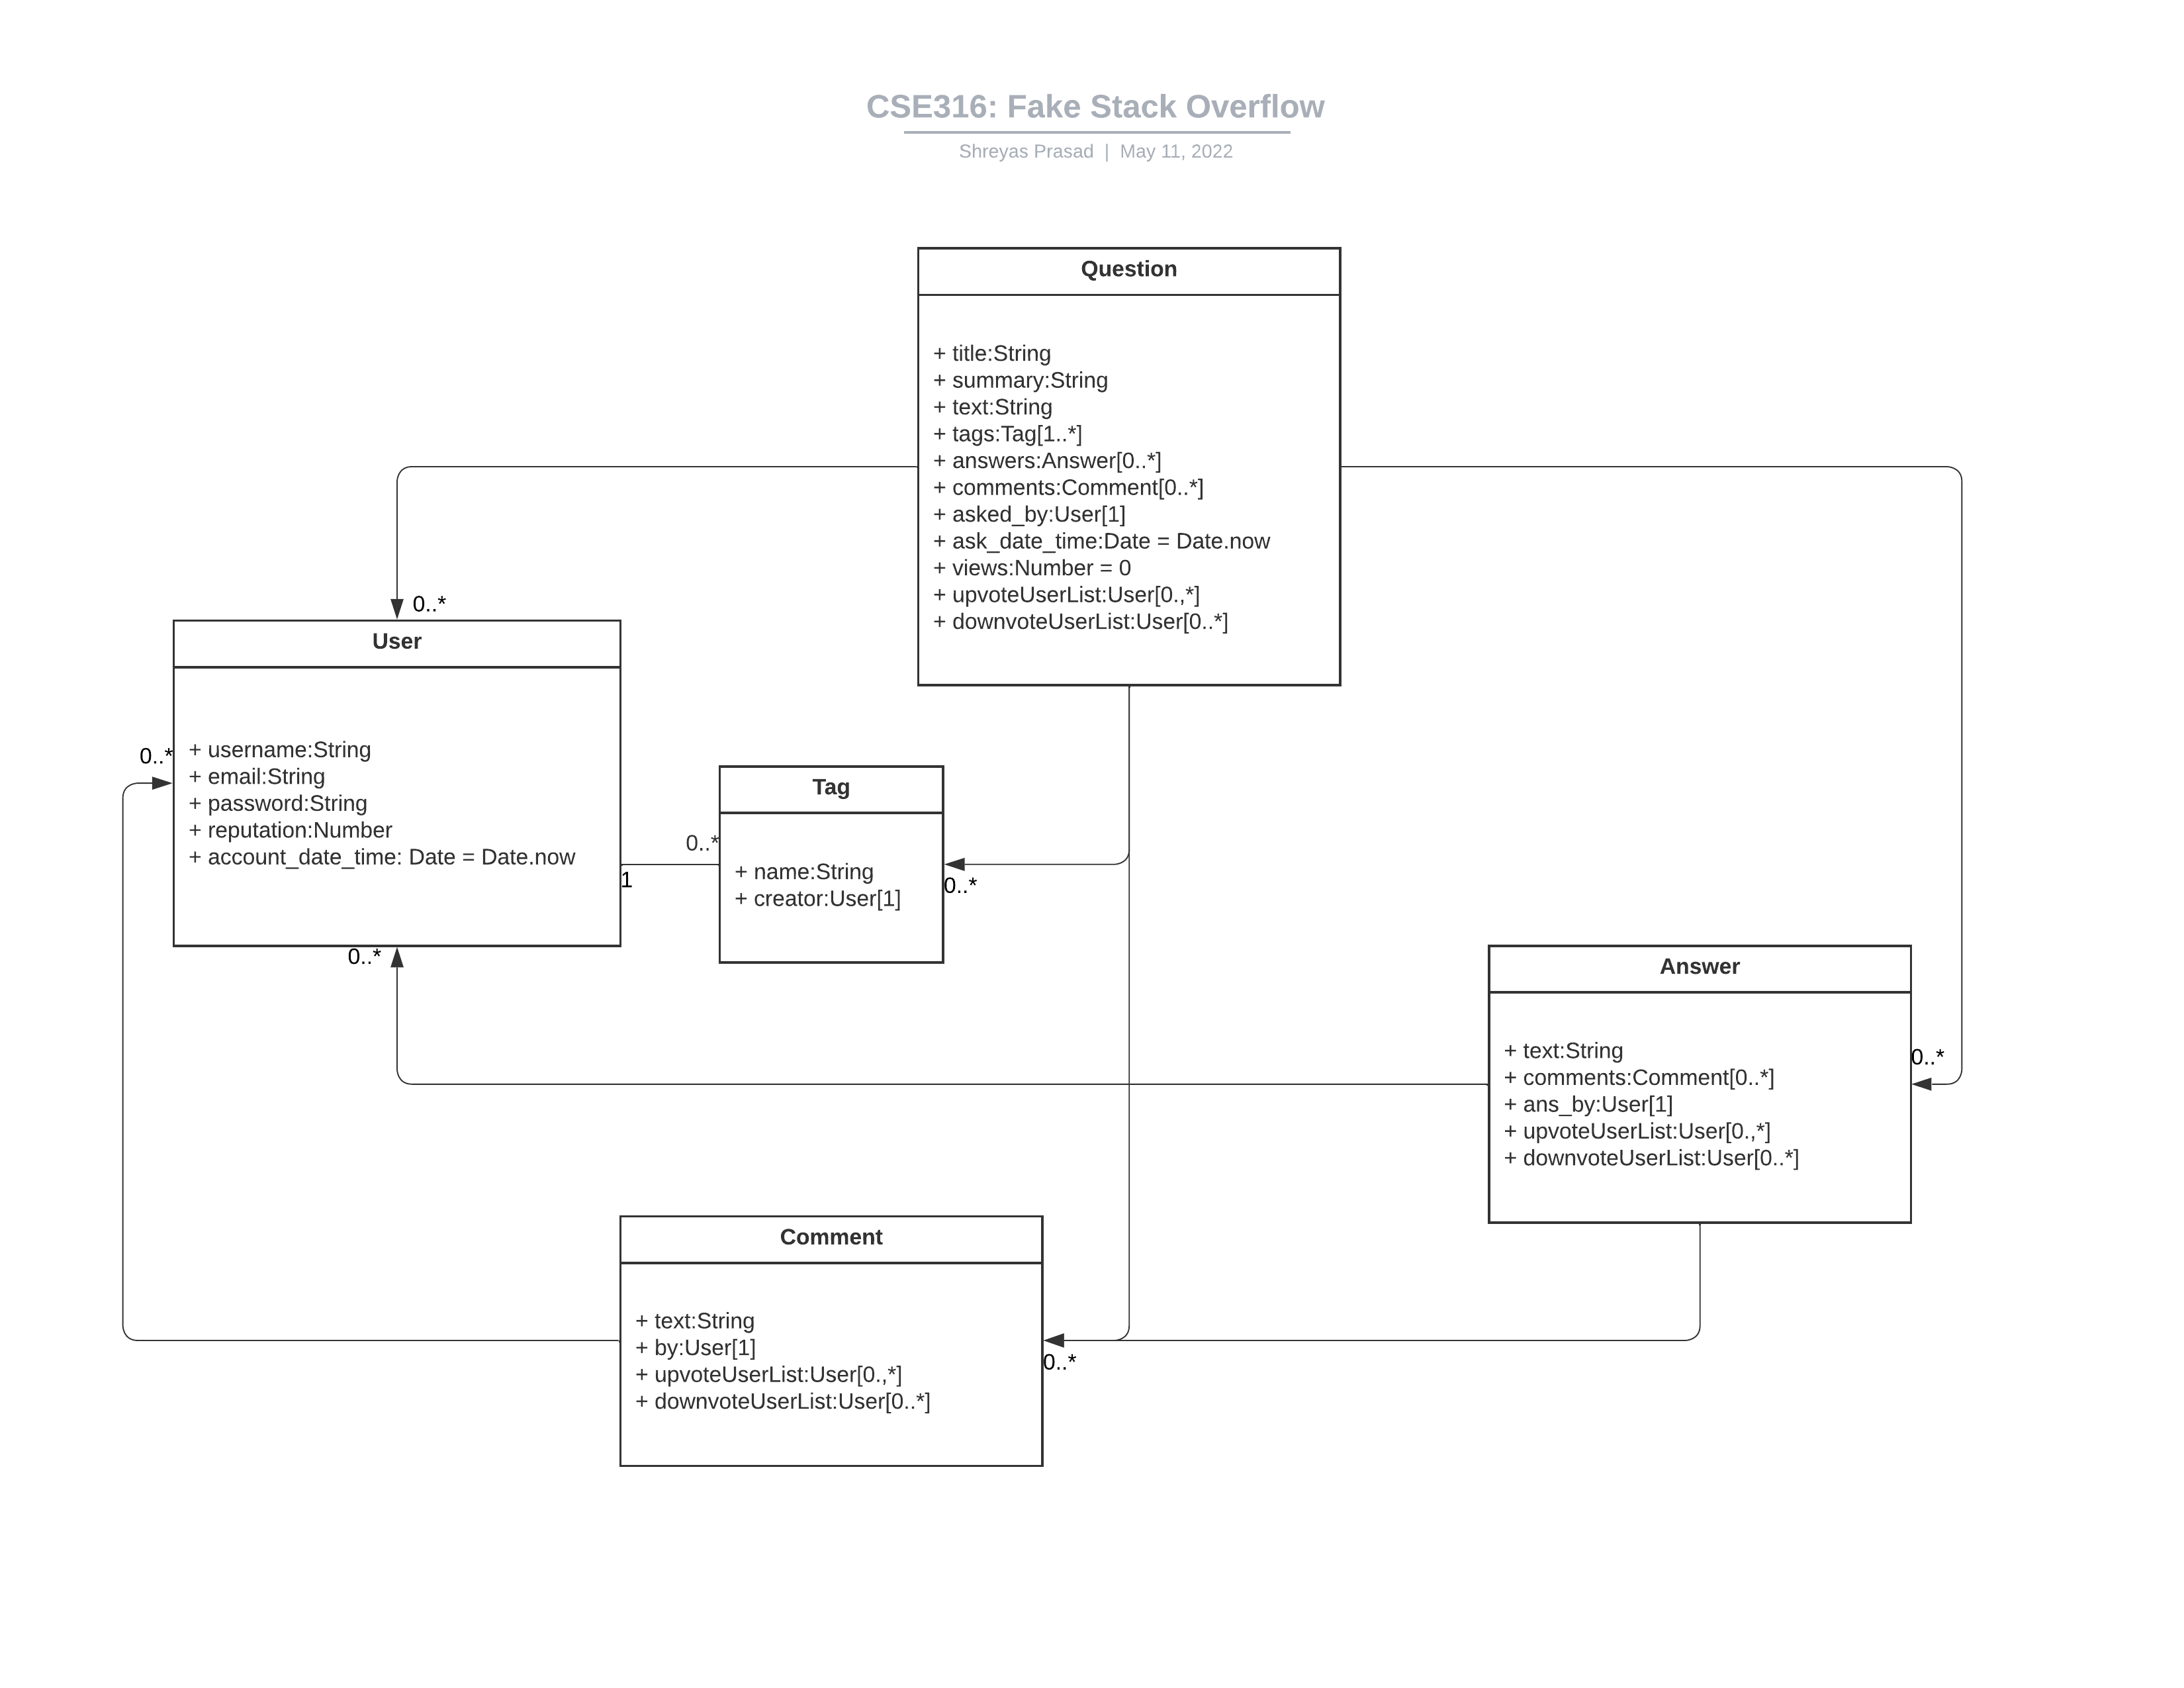 CSE316: Fake Stack Overflow
Shreyas Prasad | May 11, 2022
Question
+ title:String
+ summary:String
+ text:String
+ tags:Tag[1..*]
+ answers:Answer[0..*]
+ comments:Comment[0..*]
+ asked_by:User[1]
+ ask_date_time:Date = Date.now
+ views:Number = 0
+ upvoteUserList:User[0.,*]
+ downvoteUserList:User[0..*]
0..*
User
0..*
+ username:String
+ email:String
+ password:String
+ reputation:Number
+ account_date_time: Date = Date.now
0..*
1
0..*
Tag
+ name:String
+ creator:User[1]
0..*
Answer
+ text:String
+ comments:Comment[0..*]
+ ans_by:User[1]
+ upvoteUserList:User[0.,*]
+ downvoteUserList:User[0..*]
0..*
Comment
+ text:String
+ by:User[1]
+ upvoteUserList:User[0.,*]
+ downvoteUserList:User[0..*]
0..*